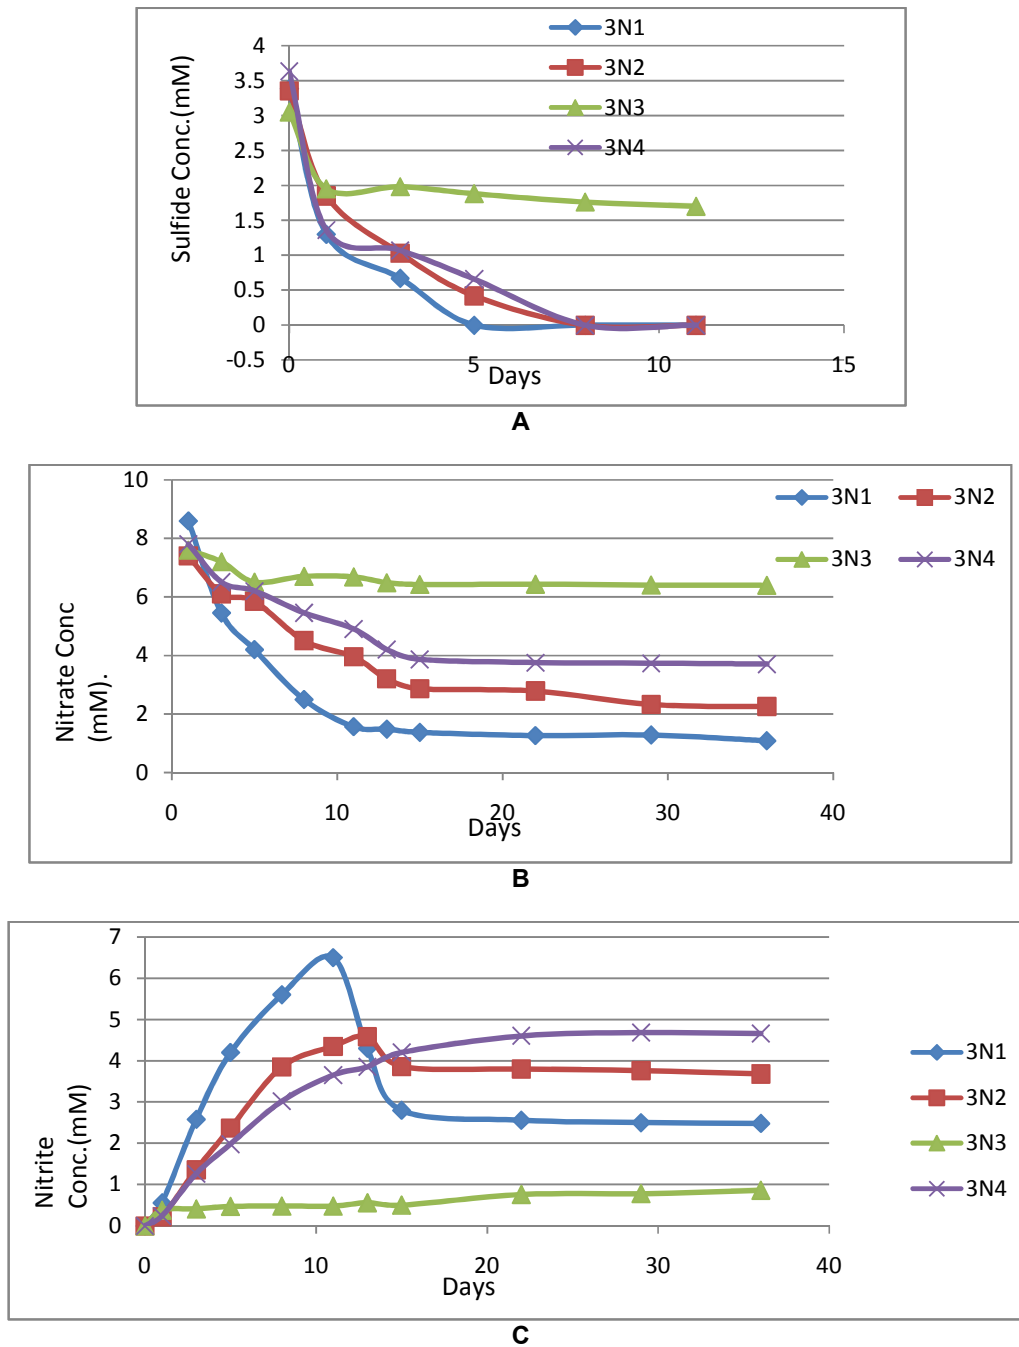 3N1
3N2
3N3
3N4
4
3.5
3
2.5
2
1.5
1
0.5
0
-0.5
Sulfide Conc.(mM)
0 5 10 15
Days
A
10
8
6
4
2
0
Nitrate Conc
(mM).
3N1 3N2
3N3 3N4
0 10 20 30 40
Days
B
7
6
5
4
3
2
1
0
Nitrite
Conc.(mM)
3N1
3N2
3N3
3N4
0 10 20 30 40
Days
C